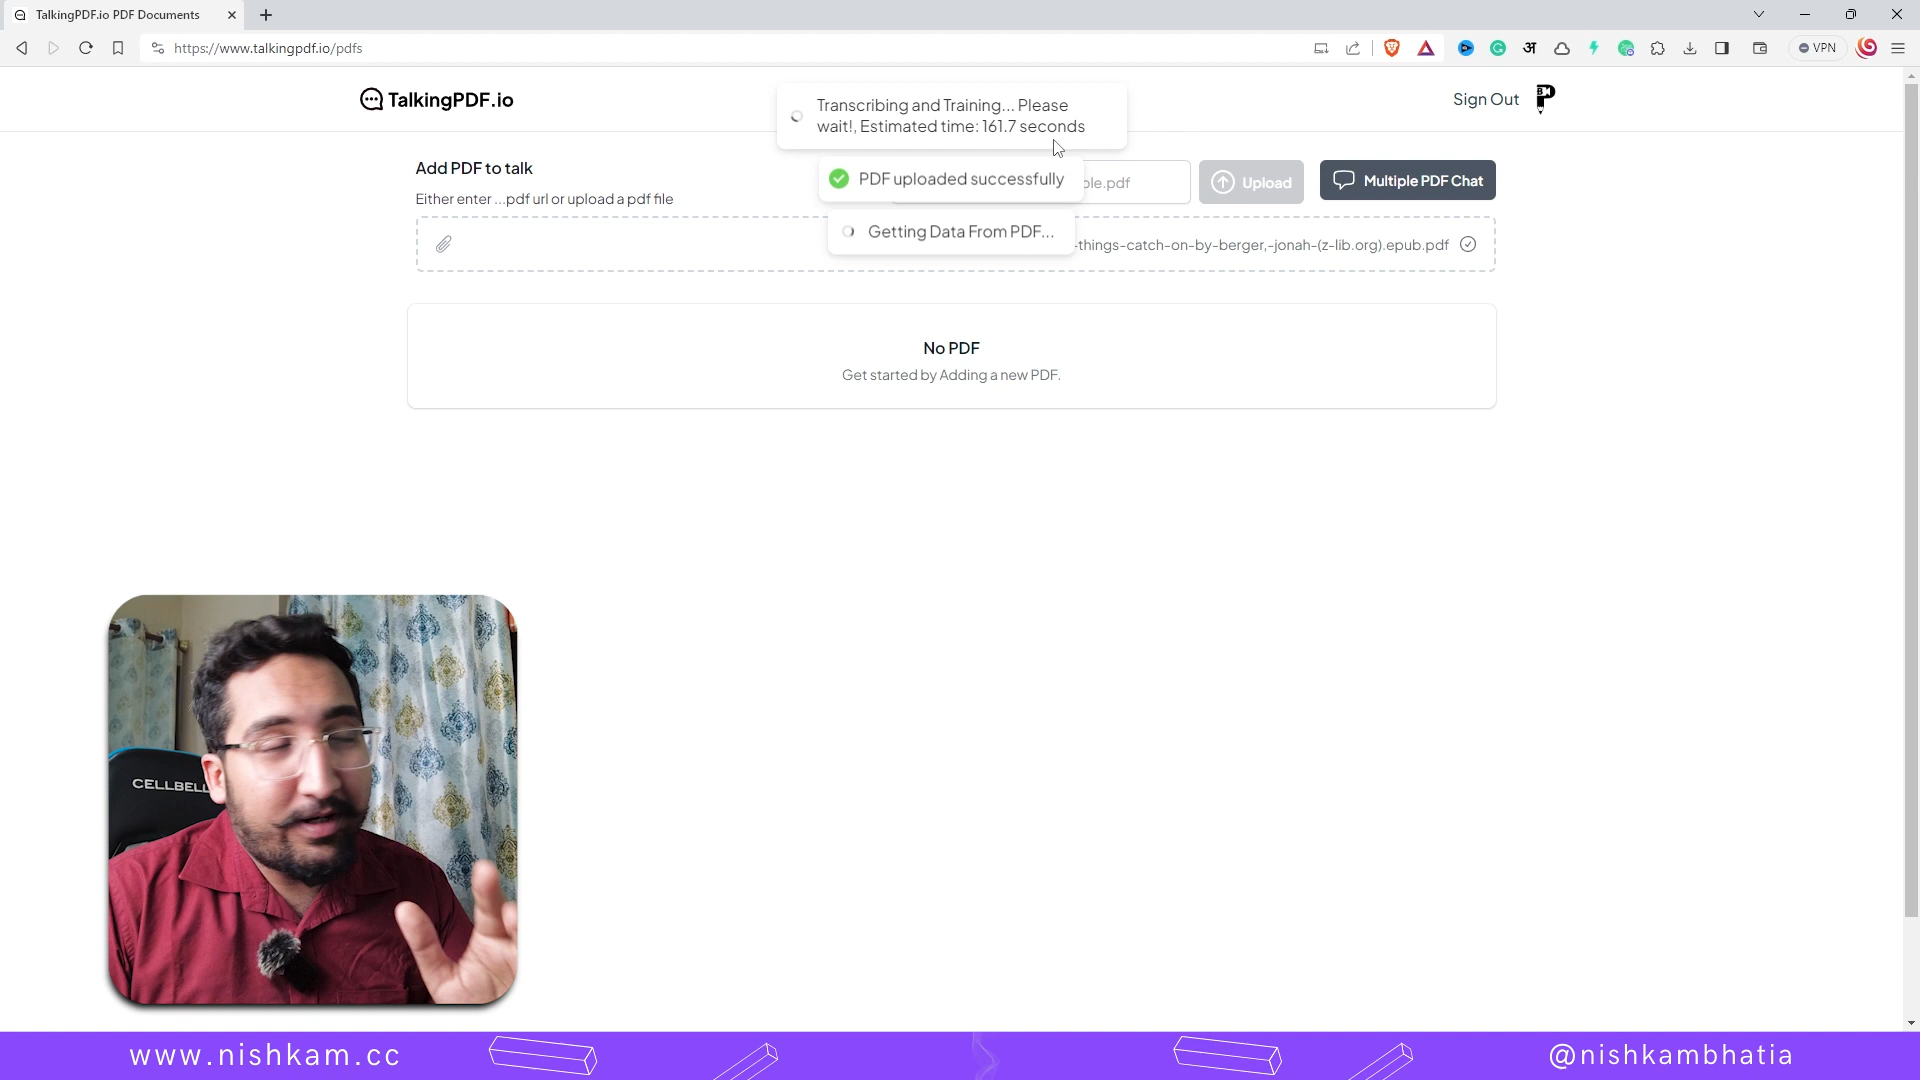 TalkingPDF.io PDF Documents
https://www.talkingpdf.io/pdfs
VPN
TalkingPDF.io
Transcribing and Training... Please
wait!, Estimated time: 161.7 seconds
Sign Out
Add PDF to talk
Either enter ...pdf url or upload a pdf file
PDF uploaded successfully
ple.pdf
Upload
Multiple PDF Chat
Getting Data From PDF...
-things-catch-on-by-berger,-jonah-(z-lib.org).epub.pdf
No PDF
Get started by Adding a new PDF.
CELLBELL
www.nishkam.cc
@nishkambhatia